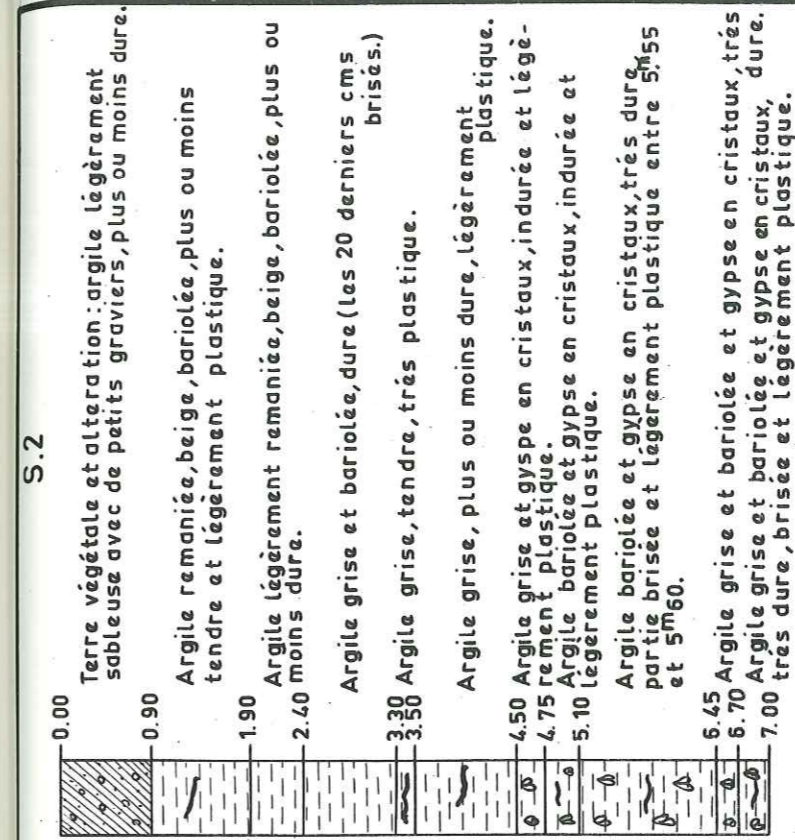 S.2
0.00
Terre végétale et alteration : argile légèrement
sableuse avec de petits graviers, plus ou moins dure.
0.90
Argile remaniée, beige, bariolée, plus ou moins
tendre et légèrement plastique.
1.90
Argile légèrement remaniée, beige, bariolée, plus ou
moins dure.
2.40
Argile grise et bariolée, dure (les 20 derniers cms
brisés.)
3.30
Argile grise, tendre, trés plastique.
3.50
Argile grise, plus ou moins dure, légèrement
plastique.
4.50
Argile grise et gyspe en cristaux, indurée et légè-
rement plastique.
4.75
Argile bariolée et gypse en cristaux, indurée et
légèrement plastique.
5.10
Argile bariolée et gypse en cristaux, trés dure,
partie brisée et légèrement plastique entre 5m55
et 5m60.
6.45
Argile grise et bariolée et gypse en cristaux, trés
dure.
6.70
Argile grise et bariolée et gypse en cristaux,
trés dure, brisée et légèrement plastique.
7.00